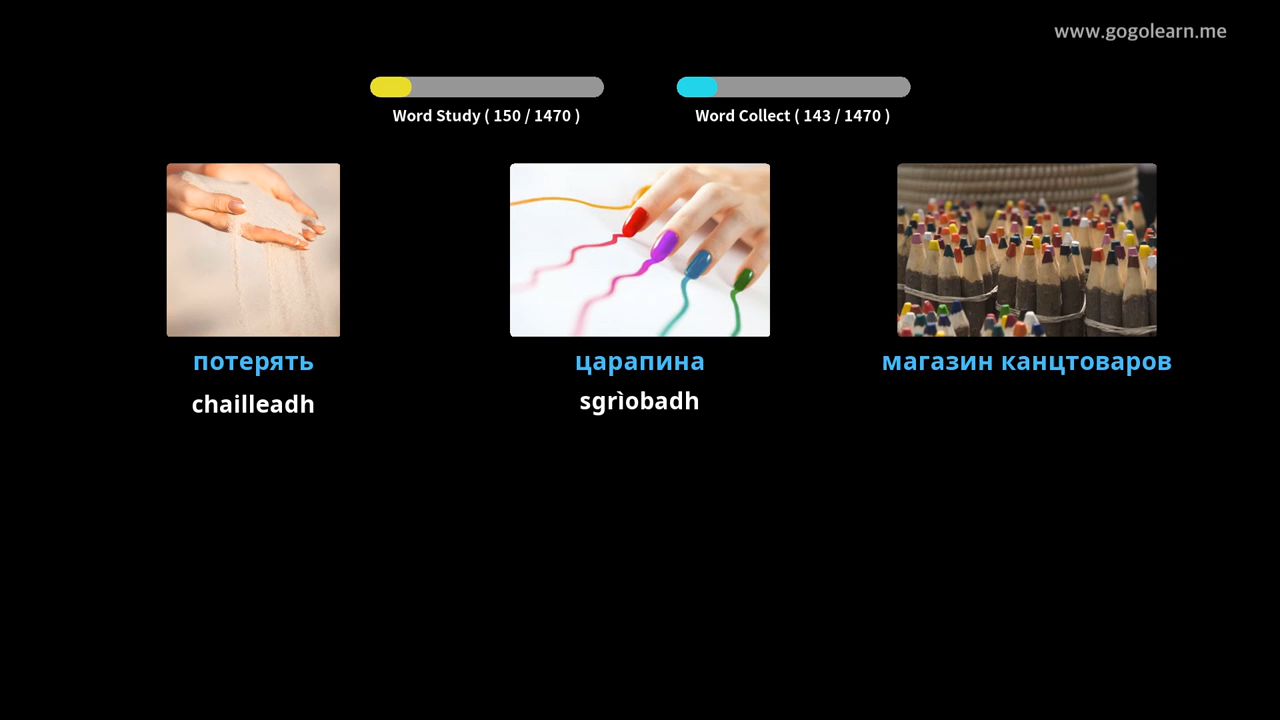 www.gogolearn.me
Word Study ( 150 / 1470 )
Word Collect ( 143 / 1470 )
потерять
царапина
магазин канцтоваров
chailleadh
sgrìobadh